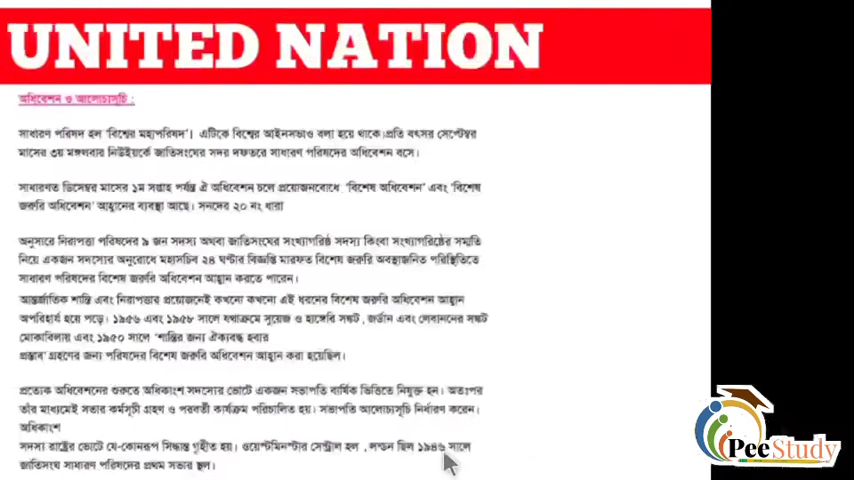 UNITED NATION
অধিবেশন ও আলোচ্যসূচি :
সাধারণ পরিষদ হল 'বিশ্বের মহাপরিষদ'। এটিকে বিশ্বের আইনসভাও বলা হয়ে থাকে।প্রতি বৎসর সেপ্টেম্বর
মাসের ৩য় মঙ্গলবার নিউইয়র্কে জাতিসংঘের সদর দফতরে সাধারণ পরিষদের অধিবেশন বসে।
সাধারণত ডিসেম্বর মাসের ১ম সপ্তাহ পর্যন্ত ঐ অধিবেশন চলে প্রয়োজনবোধে 'বিশেষ অধিবেশন' এবং 'বিশেষ
জরুরি অধিবেশন' আহ্বানের ব্যবস্থা আছে। সনদের ২০ নং ধারা
অনুসারে নিরাপত্তা পরিষদের ৯ জন সদস্য অথবা জাতিসংঘের সংখ্যাগরিষ্ঠ সদস্য কিংবা সংখ্যাগরিষ্ঠের সম্মতি
নিয়ে একজন সদস্যের অনুরোধে মহাসচিব ২৪ ঘণ্টার বিজ্ঞপ্তি মারফত বিশেষ জরুরি অবস্থাজনিত পরিস্থিতিতে
সাধারণ পরিষদের বিশেষ জরুরি অধিবেশন আহ্বান করতে পারেন।
আন্তর্জাতিক শান্তি এবং নিরাপত্তার প্রয়োজনেই কখনো কখনো এই ধরনের বিশেষ জরুরি অধিবেশন আহ্বান
অপরিহার্য হয়ে পড়ে। ১৯৫৬ এবং ১৯৫৮ সালে যথাক্রমে সুয়েজ ও হাঙ্গেরি সঙ্কট , জর্ডান এবং লেবাননের সঙ্কট
মোকাবিলায় এবং ১৯৫০ সালে 'শান্তির জন্য ঐক্যবদ্ধ হবার
প্রস্তাব' গ্রহণের জন্য পরিষদের বিশেষ জরুরি অধিবেশন আহ্বান করা হয়েছিল।
প্রত্যেক অধিবেশনের শুরুতে অধিকাংশ সদস্যের ভোটে একজন সভাপতি বার্ষিক ভিত্তিতে নিযুক্ত হন। অতঃপর
তাঁর মাধ্যমেই সভার কর্মসূচী গ্রহণ ও পরবর্তী কার্যক্রম পরিচালিত হয়। সভাপতি আলোচ্যসূচি নির্ধারণ করেন।
অধিকাংশ
সদস্য রাষ্ট্রের ভোটে যে-কোনরূপ সিদ্ধান্ত গৃহীত হয়। ওয়েস্টমিনস্টার সেন্ট্রাল হল , লন্ডন ছিল ১৯৪৬ সালে
জাতিসংঘ সাধারণ পরিষদের প্রথম সভার স্থল।
PeeStudy